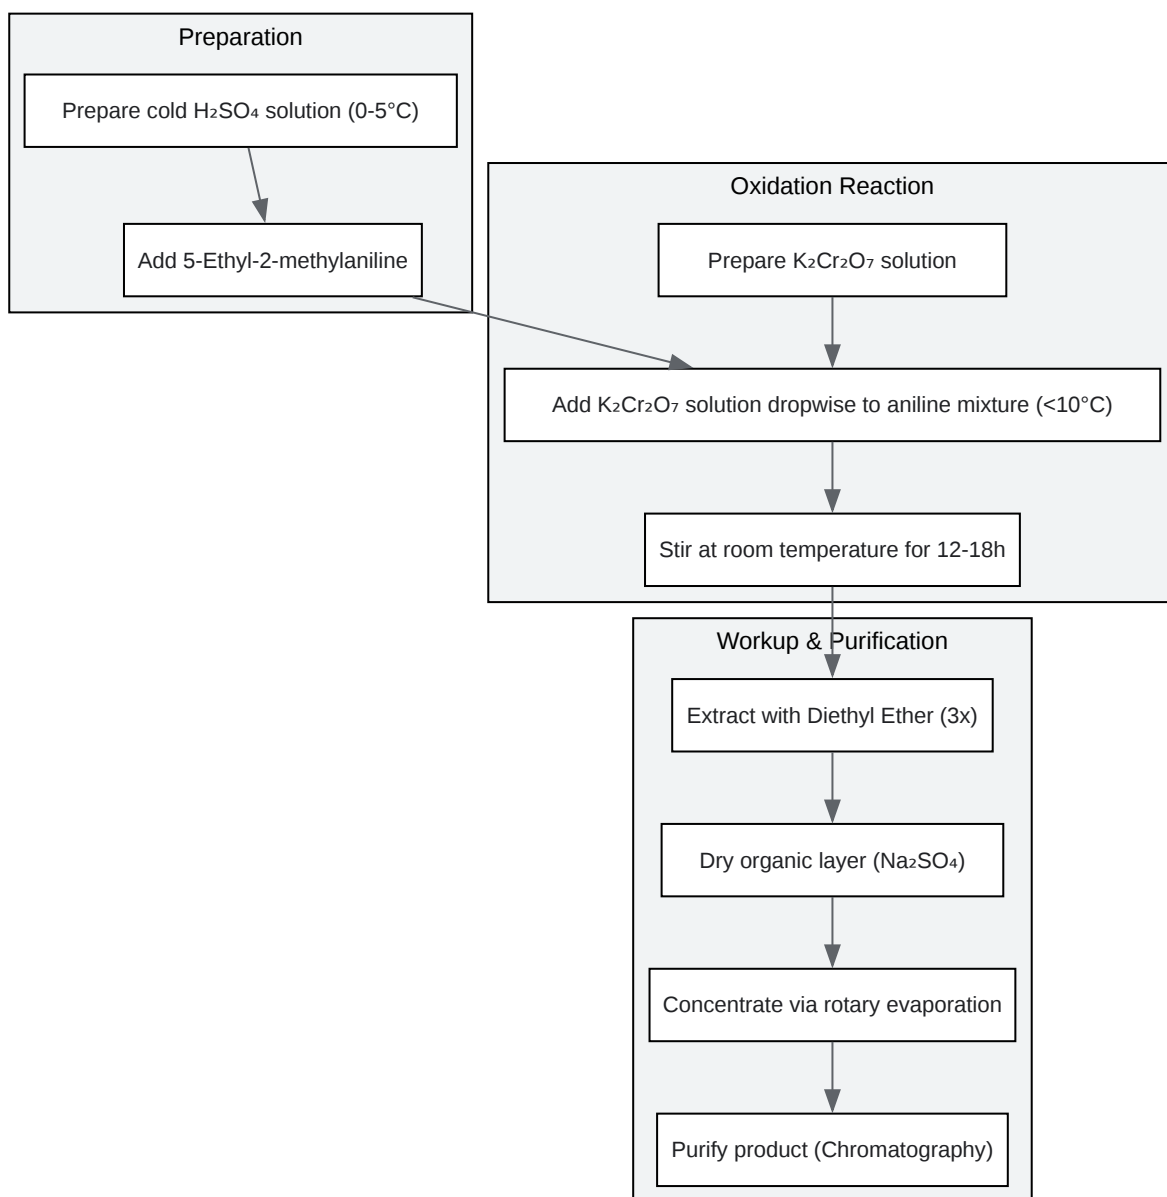 Preparation
Prepare cold H₂SO₄ solution (0-5°C)
Add 5-Ethyl-2-methylaniline
Oxidation Reaction
Prepare K₂Cr₂O₇ solution
Add K₂Cr₂O₇ solution dropwise to aniline mixture (<10°C)
Stir at room temperature for 12-18h
Workup & Purification
Extract with Diethyl Ether (3x)
Dry organic layer (Na₂SO₄)
Concentrate via rotary evaporation
Purify product (Chromatography)